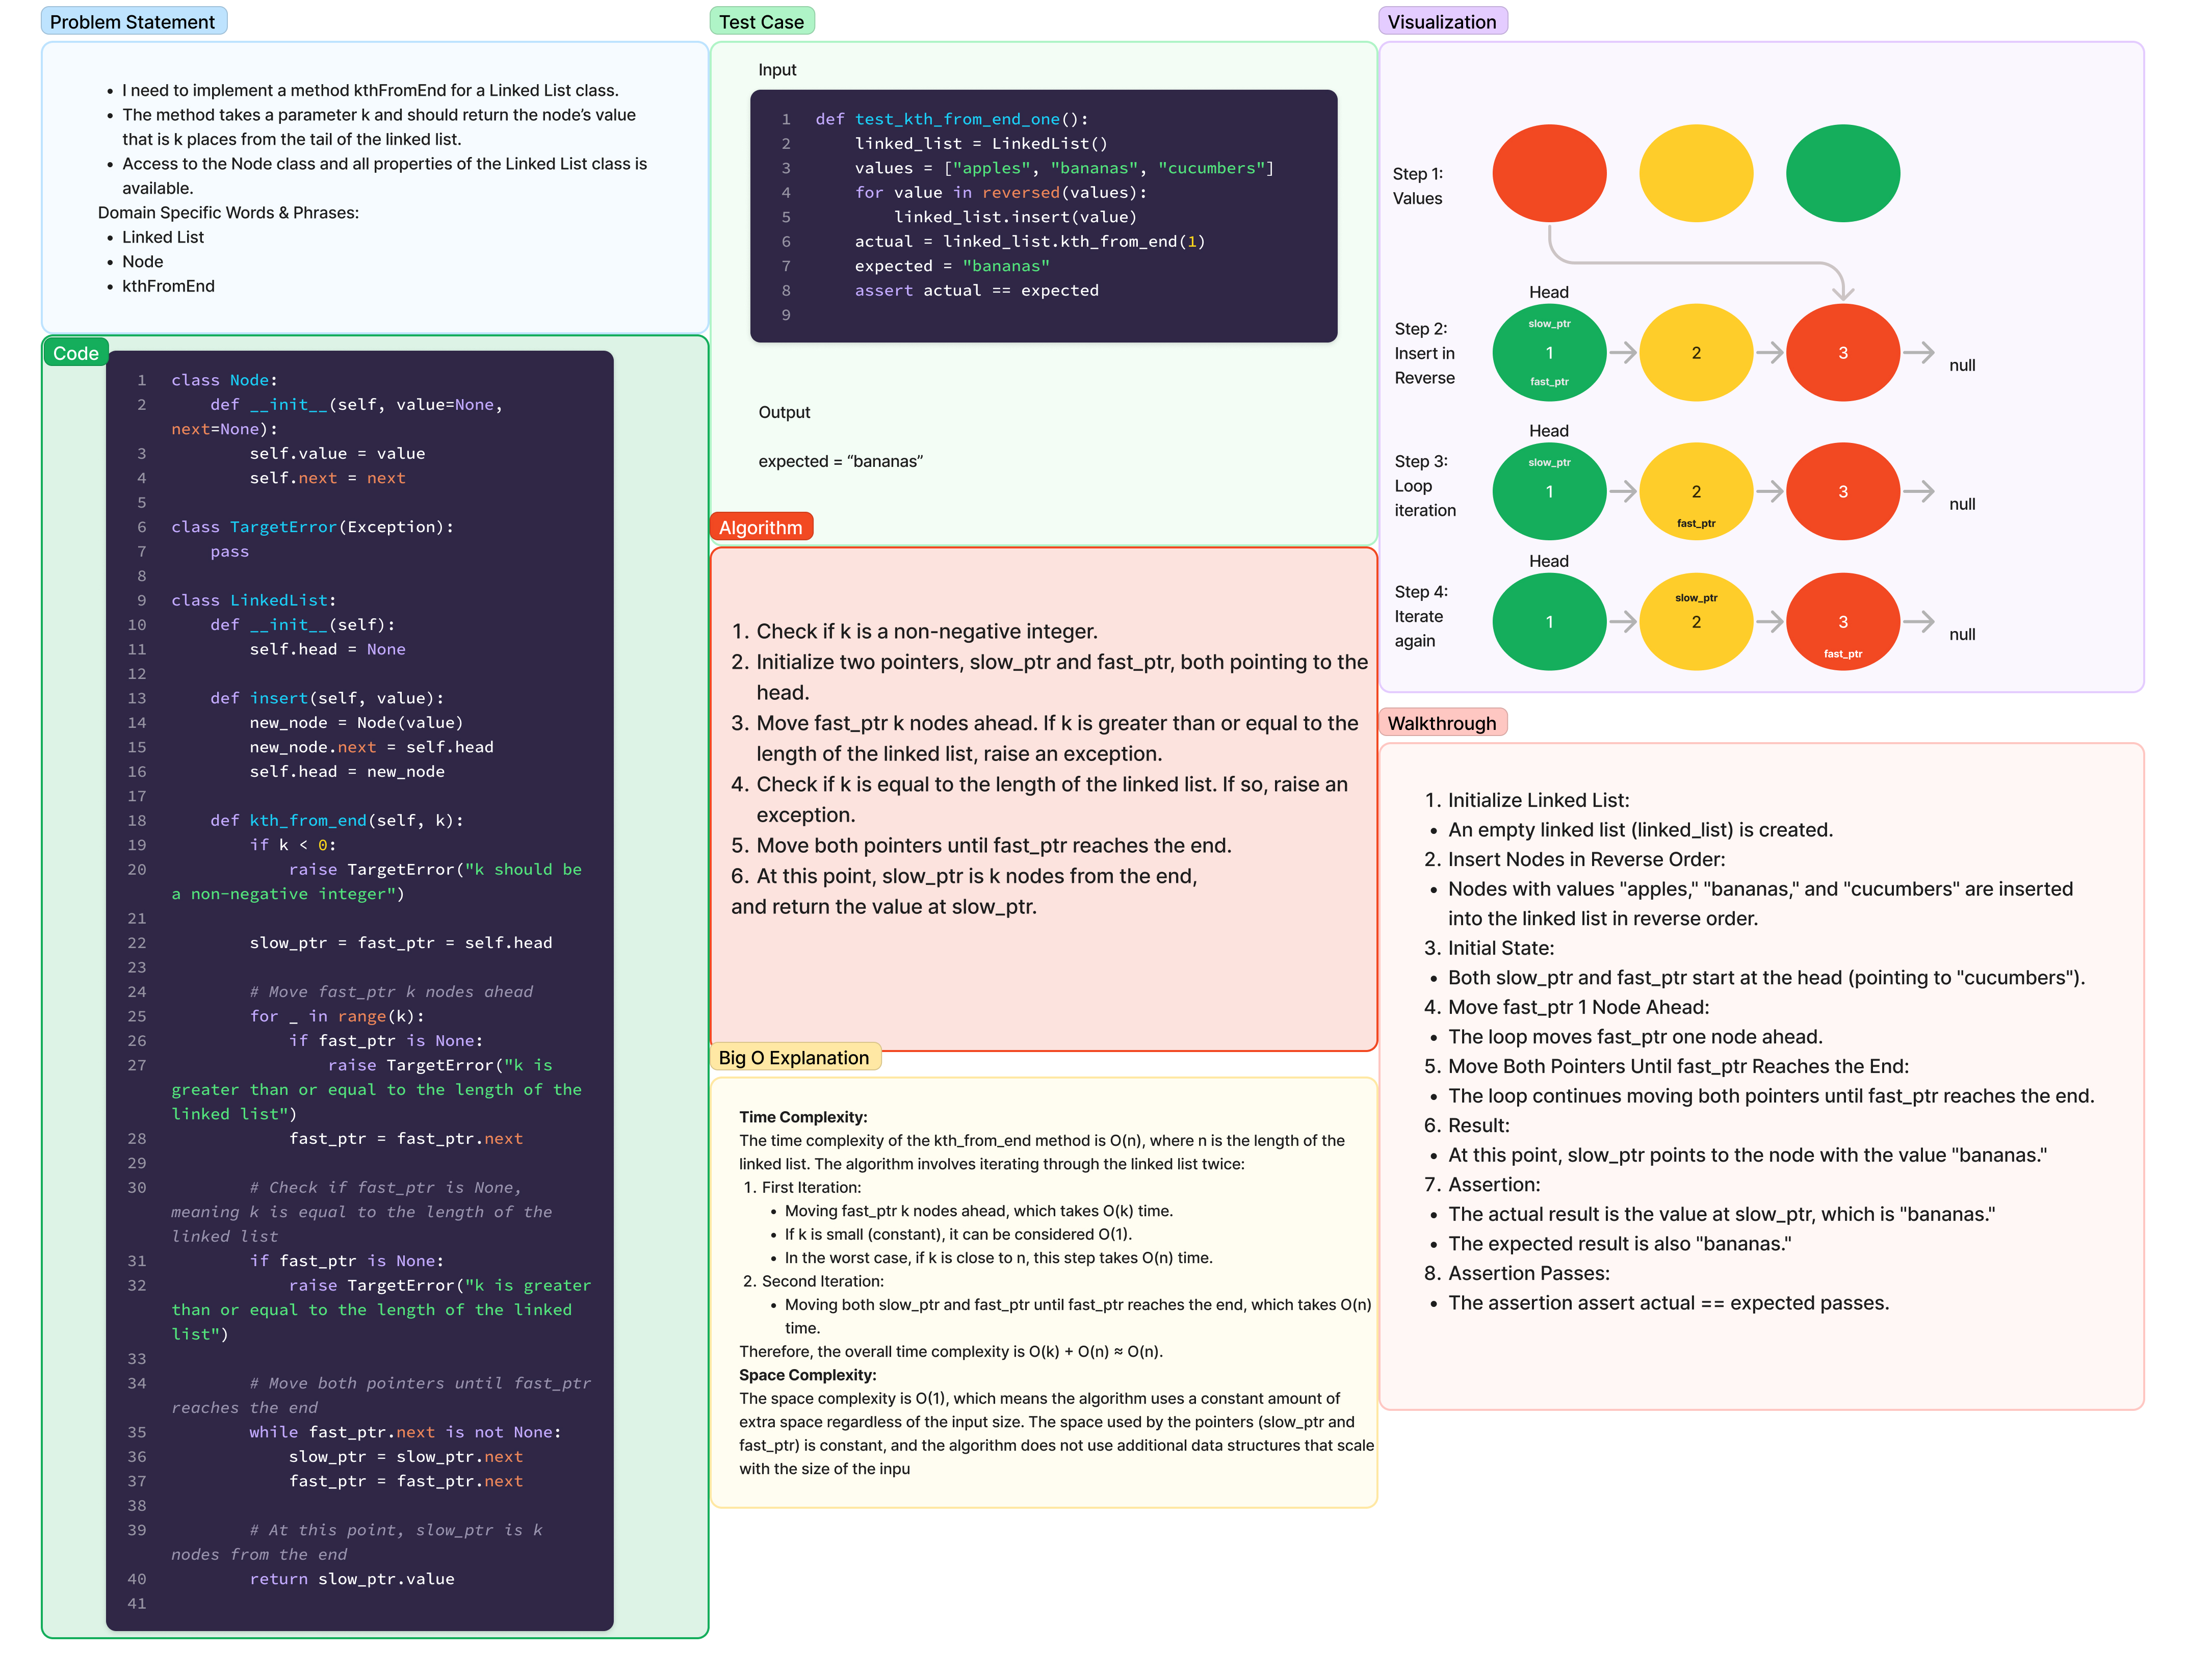 Problem Statement
• I need to implement a method kthFromEnd for a Linked List class.
• The method takes a parameter k and should return the node’s value
that is k places from the tail of the linked list.
• Access to the Node class and all properties of the Linked List class is
available.
Domain Specific Words & Phrases:
• Linked List
• Node
• kthFromEnd
Code
1 class Node:
2     def __init__(self, value=None,
next=None):
3         self.value = value
4         self.next = next
5
6 class TargetError(Exception):
7     pass
8
9 class LinkedList:
10     def __init__(self):
11         self.head = None
12
13     def insert(self, value):
14         new_node = Node(value)
15         new_node.next = self.head
16         self.head = new_node
17
18     def kth_from_end(self, k):
19         if k < 0:
20             raise TargetError("k should be
a non-negative integer")
21
22         slow_ptr = fast_ptr = self.head
23
24         # Move fast_ptr k nodes ahead
25         for _ in range(k):
26             if fast_ptr is None:
27                 raise TargetError("k is
greater than or equal to the length of the
linked list")
28             fast_ptr = fast_ptr.next
29
30         # Check if fast_ptr is None,
meaning k is equal to the length of the
linked list
31         if fast_ptr is None:
32             raise TargetError("k is greater
than or equal to the length of the linked
list")
33
34         # Move both pointers until fast_ptr
reaches the end
35         while fast_ptr.next is not None:
36             slow_ptr = slow_ptr.next
37             fast_ptr = fast_ptr.next
38
39         # At this point, slow_ptr is k
nodes from the end
40         return slow_ptr.value
41
Test Case
Input
1 def test_kth_from_end_one():
2     linked_list = LinkedList()
3     values = ["apples", "bananas", "cucumbers"]
4     for value in reversed(values):
5         linked_list.insert(value)
6     actual = linked_list.kth_from_end(1)
7     expected = "bananas"
8     assert actual == expected
9
Output
expected = “bananas”
Algorithm
1. Check if k is a non-negative integer.
2. Initialize two pointers, slow_ptr and fast_ptr, both pointing to the
head.
3. Move fast_ptr k nodes ahead. If k is greater than or equal to the
length of the linked list, raise an exception.
4. Check if k is equal to the length of the linked list. If so, raise an
exception.
5. Move both pointers until fast_ptr reaches the end.
6. At this point, slow_ptr is k nodes from the end,
and return the value at slow_ptr.
Big O Explanation
Time Complexity:
The time complexity of the kth_from_end method is O(n), where n is the length of the
linked list. The algorithm involves iterating through the linked list twice:
1. First Iteration:
• Moving fast_ptr k nodes ahead, which takes O(k) time.
• If k is small (constant), it can be considered O(1).
• In the worst case, if k is close to n, this step takes O(n) time.
2. Second Iteration:
• Moving both slow_ptr and fast_ptr until fast_ptr reaches the end, which takes O(n)
time.
Therefore, the overall time complexity is O(k) + O(n) ≈ O(n).
Space Complexity:
The space complexity is O(1), which means the algorithm uses a constant amount of
extra space regardless of the input size. The space used by the pointers (slow_ptr and
fast_ptr) is constant, and the algorithm does not use additional data structures that scale
with the size of the inpu
Visualization
Step 1:
Values
Head
Step 2:
Insert in
Reverse
slow_ptr
1
fast_ptr
2
3
null
Head
Step 3:
Loop
iteration
slow_ptr
1
2
fast_ptr
3
null
Head
Step 4:
Iterate
again
1
slow_ptr
2
3
fast_ptr
null
Walkthrough
1. Initialize Linked List:
• An empty linked list (linked_list) is created.
2. Insert Nodes in Reverse Order:
• Nodes with values "apples," "bananas," and "cucumbers" are inserted
into the linked list in reverse order.
3. Initial State:
• Both slow_ptr and fast_ptr start at the head (pointing to "cucumbers").
4. Move fast_ptr 1 Node Ahead:
• The loop moves fast_ptr one node ahead.
5. Move Both Pointers Until fast_ptr Reaches the End:
• The loop continues moving both pointers until fast_ptr reaches the end.
6. Result:
• At this point, slow_ptr points to the node with the value "bananas."
7. Assertion:
• The actual result is the value at slow_ptr, which is "bananas."
• The expected result is also "bananas."
8. Assertion Passes:
• The assertion assert actual == expected passes.